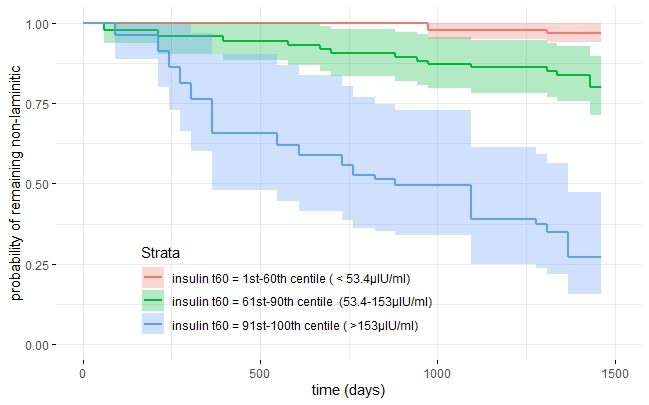 1.00
0.75
0.50
0.25
0.00
probability of remaining non-laminitic
Strata
insulin t60 = 1st-60th centile ( < 53.4µIU/ml)
insulin t60 = 61st-90th centile (53.4-153µIU/ml)
insulin t60 = 91st-100th centile ( >153µIU/ml)
0
500
1000
1500
time (days)